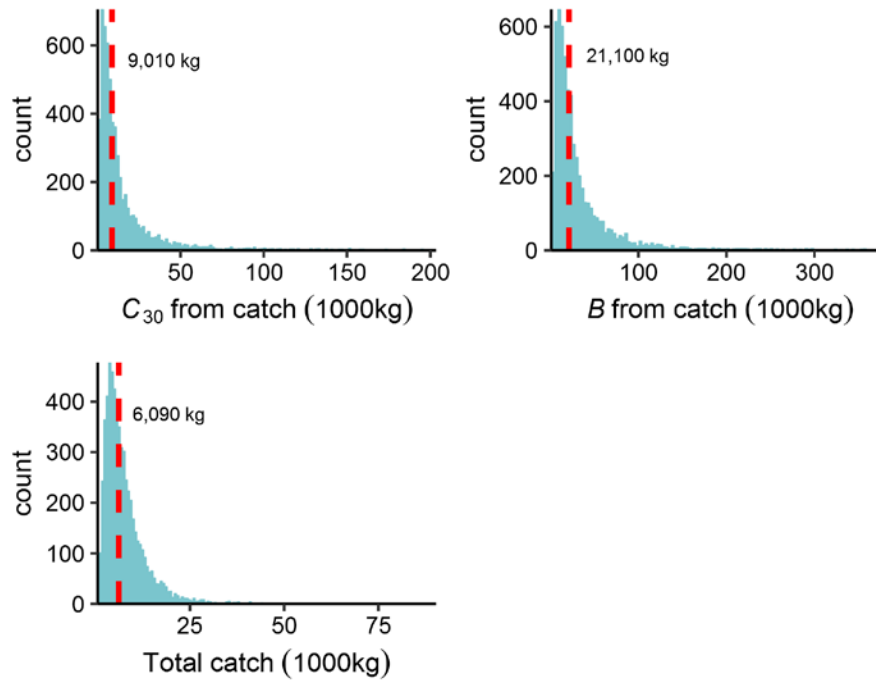 600
400
200
0
count
9,010 kg
50 100 150 200
C30 from catch (1000kg)
600
400
200
0
count
21,100 kg
100 200 300
B from catch (1000kg)
400
300
200
100
0
count
6,090 kg
25 50 75
Total catch (1000kg)